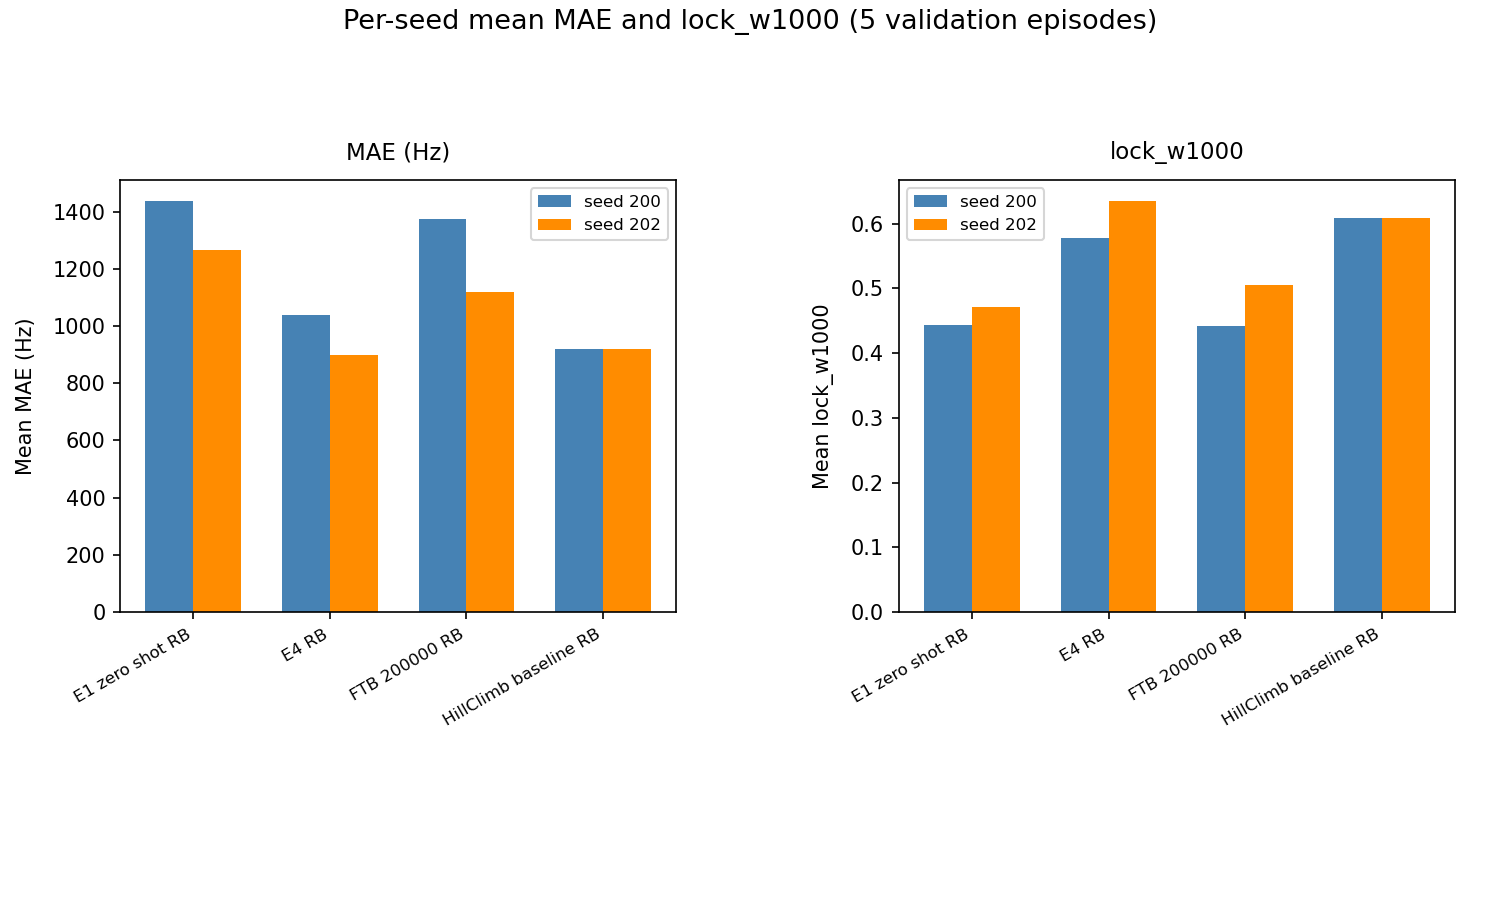 Per-seed mean MAE and lock_w1000 (5 validation episodes)
MAE (Hz)
Mean MAE (Hz)
1400
1200
1000
800
600
400
200
0
seed 200
seed 202
E1 zero shot RB
E4 RB
FTB 200000 RB
HillClimb baseline RB
lock_w1000
Mean lock_w1000
0.6
0.5
0.4
0.3
0.2
0.1
0.0
seed 200
seed 202
E1 zero shot RB
E4 RB
FTB 200000 RB
HillClimb baseline RB